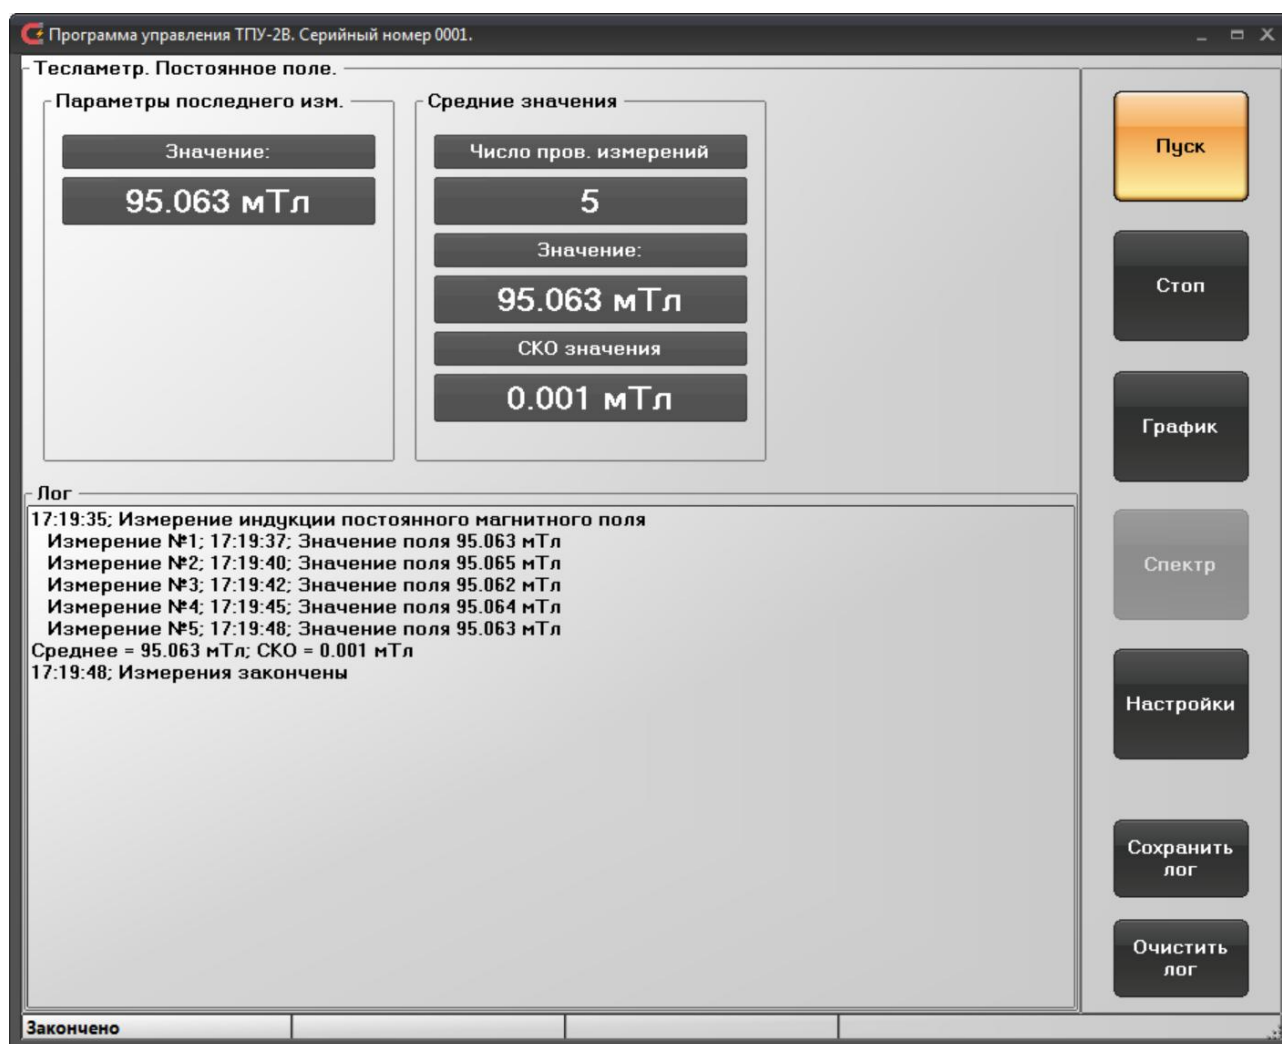 Программа управления ТПУ-2В. Серийный номер 0001.
Тесламетр. Постоянное поле.
Параметры последнего изм.
Значение:
95.063 мТл
Средние значения
Число пров. измерений
5
Значение:
95.063 мТл
СКО значения
0.001 мТл
Пуск
Стоп
График
Спектр
Настройки
Сохранить
лог
Очистить
лог
Лог
17:19:35; Измерение индукции постоянного магнитного поля
Измерение №1; 17:19:37; Значение поля 95.063 мТл
Измерение №2; 17:19:40; Значение поля 95.065 мТл
Измерение №3; 17:19:42; Значение поля 95.062 мТл
Измерение №4; 17:19:45; Значение поля 95.064 мТл
Измерение №5; 17:19:48; Значение поля 95.063 мТл
Среднее = 95.063 мТл; СКО = 0.001 мТл
17:19:48; Измерения закончены
Закончено